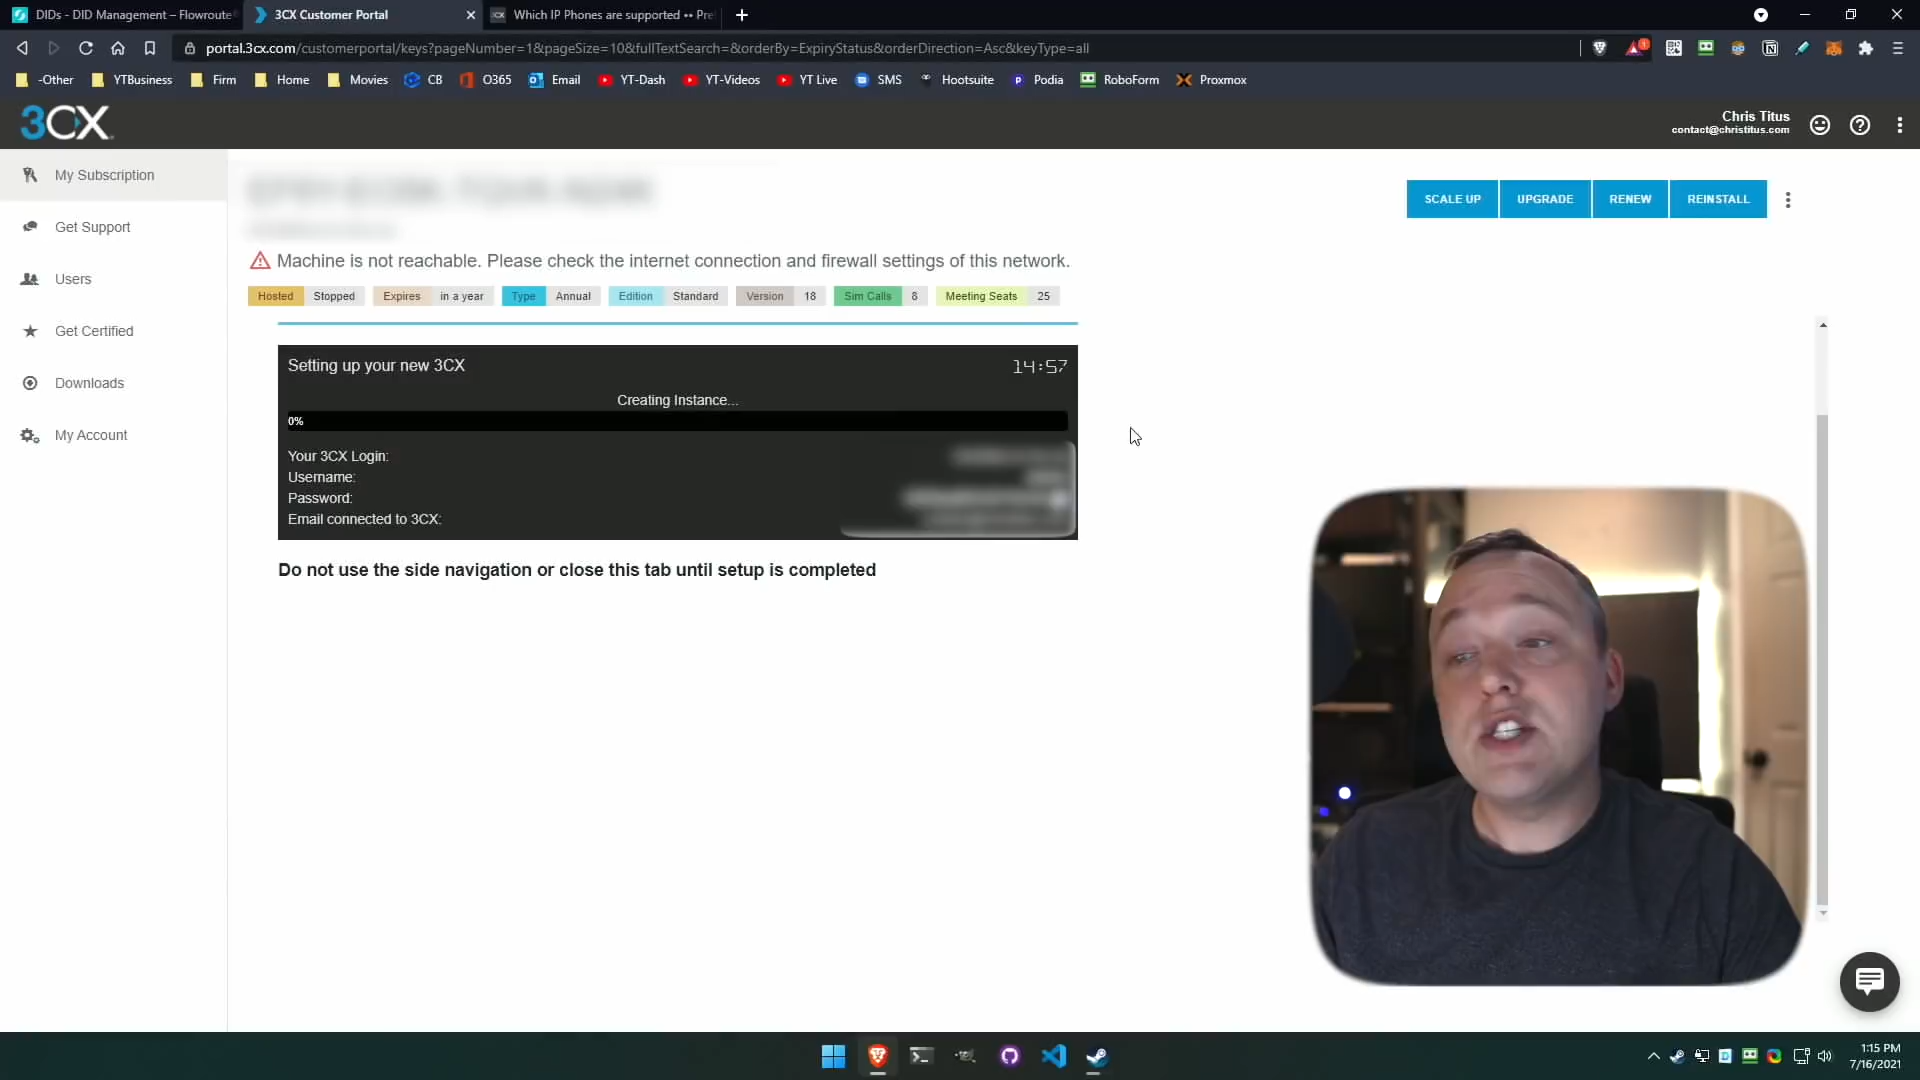 DIDs - DID Management – Flowroute
3CX Customer Portal
Which IP Phones are supported •• Pre
portal.3cx.com/customerportal/keys?pageNumber=1&pageSize=10&fullTextSearch=&orderBy=ExpiryStatus&orderDirection=Asc&keyType=all
-Other YTBusiness Firm Home Movies CB O365 Email YT-Dash YT-Videos YT Live SMS Hootsuite Podia RoboForm Proxmox
3CX
Chris Titus
contact@christitus.com
My Subscription
Get Support
Users
Get Certified
Downloads
My Account
SCALE UP UPGRADE RENEW REINSTALL
Machine is not reachable. Please check the internet connection and firewall settings of this network.
Hosted Stopped Expires in a year Type Annual Edition Standard Version 18 Sim Calls 8 Meeting Seats 25
Setting up your new 3CX 14:57
Creating Instance...
0%
Your 3CX Login:
Username:
Password:
Email connected to 3CX:
Do not use the side navigation or close this tab until setup is completed
1:15 PM
7/16/2021